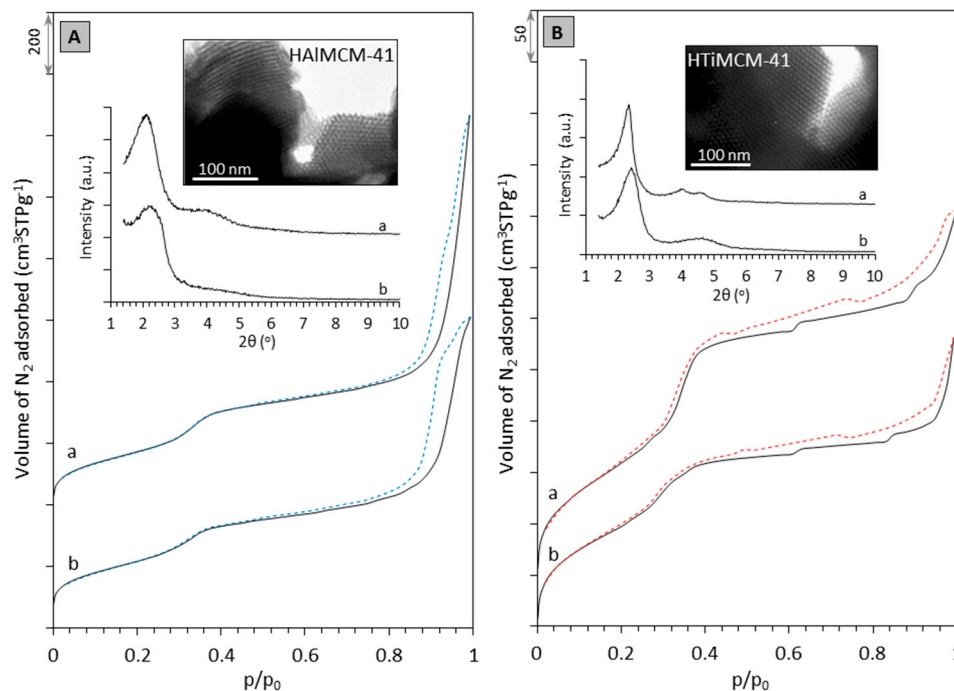 200
A
HAlMCM-41
100 nm
Intensity (a.u.)
a
b
1 2 3 4 5 6 7 8 9 10
2θ (°)
Volume of N₂ adsorbed (cm³STPg⁻¹)
a
b
0 0.2 0.4 0.6 0.8 1
p/p₀
50
B
HTiMCM-41
100 nm
Intensity (a.u.)
a
b
1 2 3 4 5 6 7 8 9 10
2θ (°)
Volume of N₂ adsorbed (cm³STPg⁻¹)
a
b
0 0.2 0.4 0.6 0.8 1
p/p₀